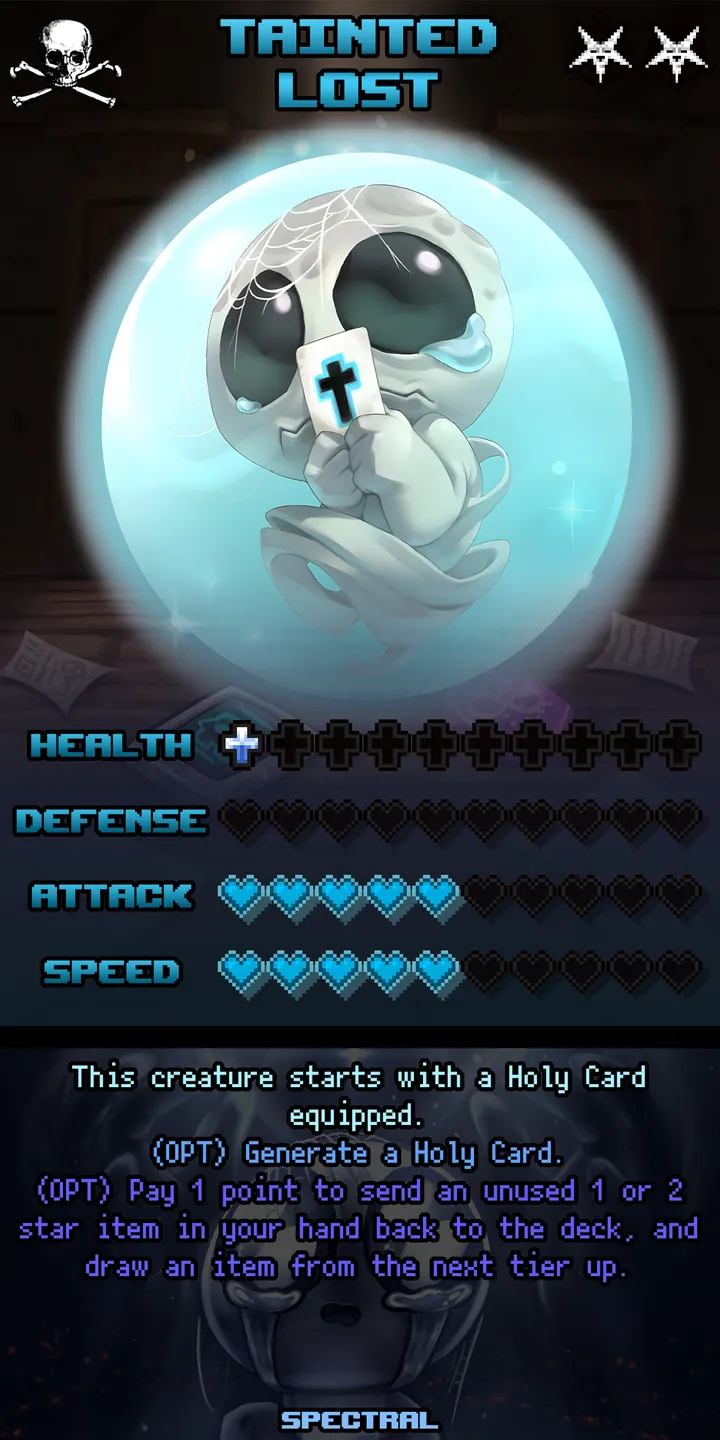 TAINTED
LOST
HEALTH
DEFENSE
ATTACK
SPEED
This creature starts with a Holy Card
equipped.
(OPT) Generate a Holy Card.
(OPT) Pay 1 point to send an unused 1 or 2
star item in your hand back to the deck, and
draw an item from the next tier up.
SPECTRAL